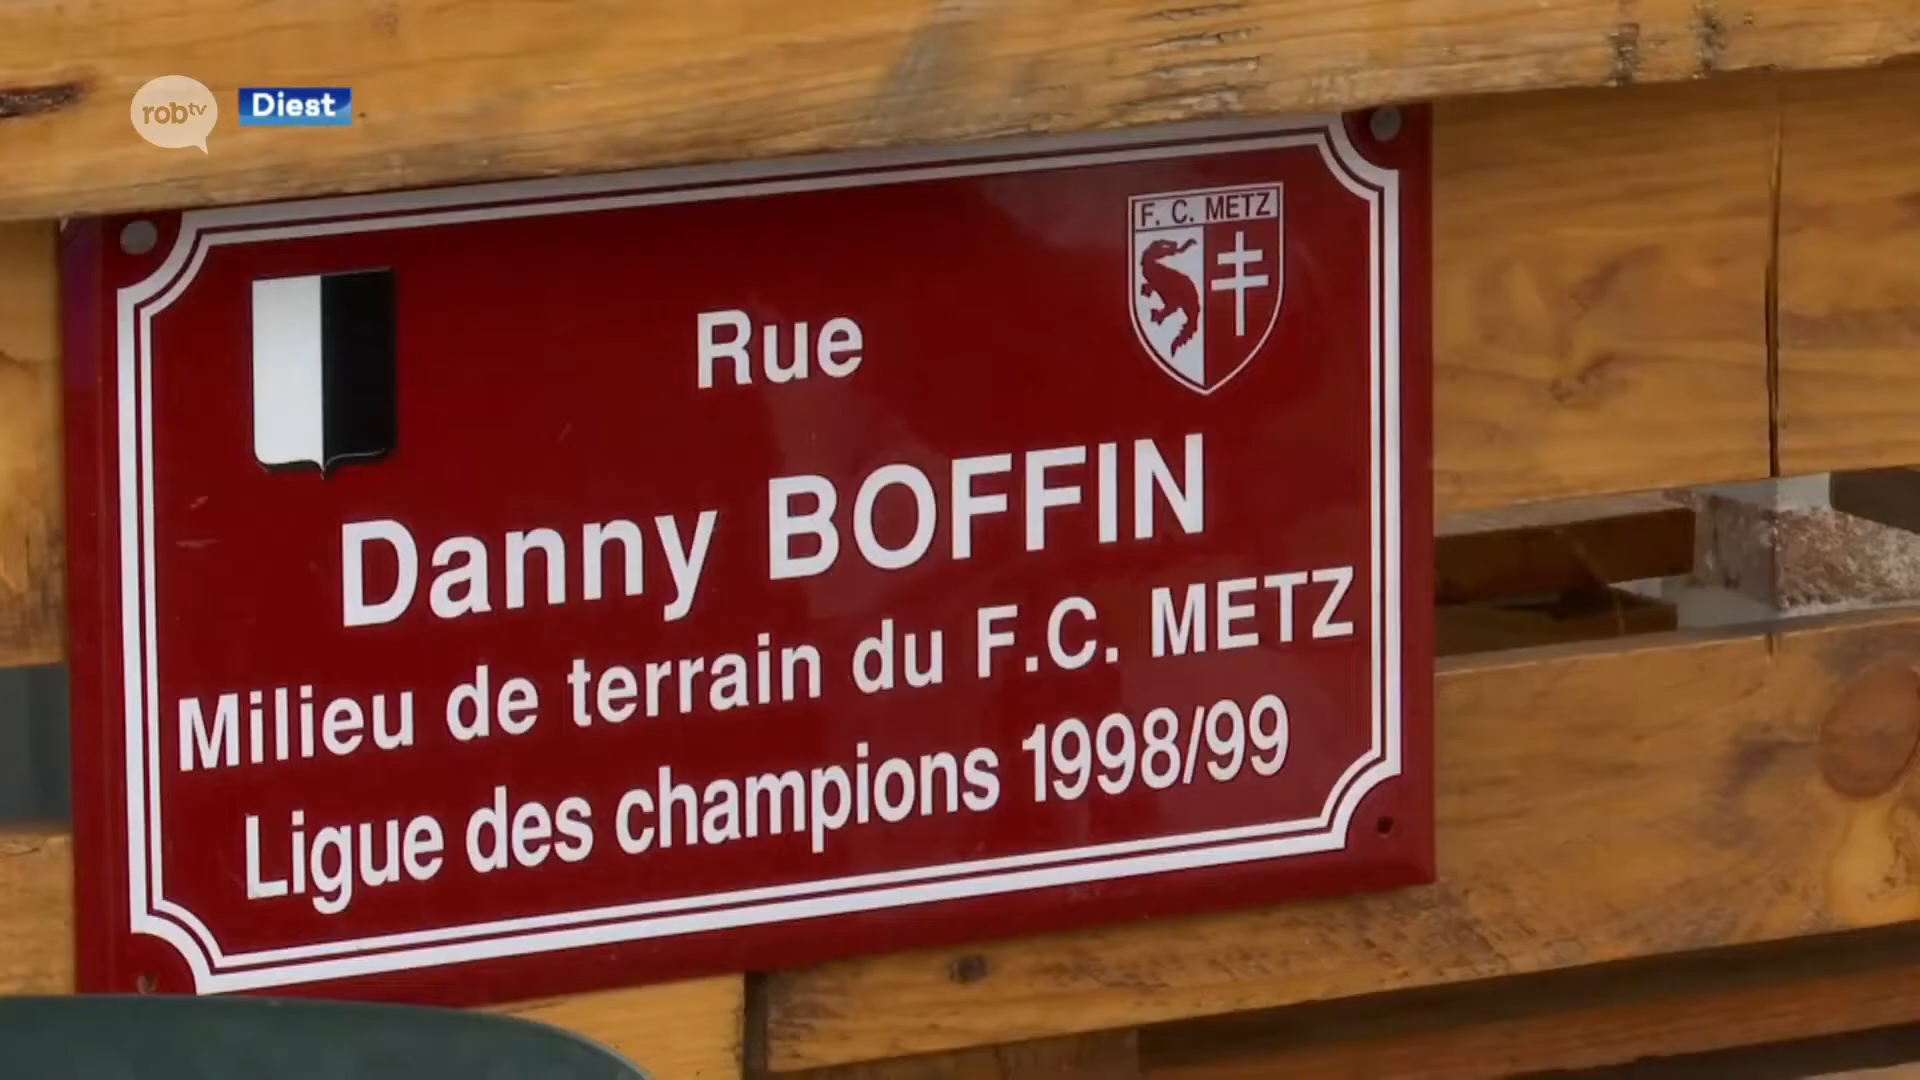 robtv
Diest
F. C. METZ
Rue
Danny BOFFIN
Milieu de terrain du F.C. METZ
Ligue des champions 1998/99